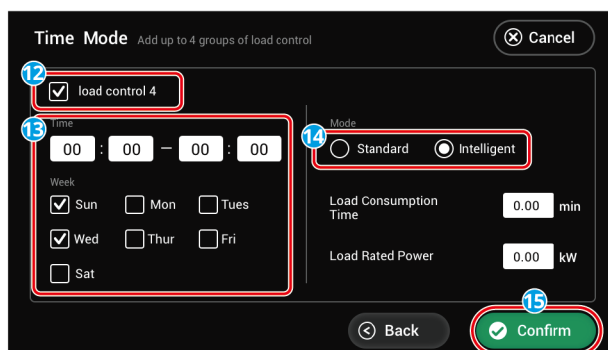 Time Mode Add up to 4 groups of load control
Cancel
12
load control 4
13
Time
00 : 00 – 00 : 00
Week
Sun Mon Tues
Wed Thur Fri
Sat
14
Mode
Standard Intelligent
Load Consumption
Time
0.00 min
Load Rated Power 0.00 kW
15
Back Confirm